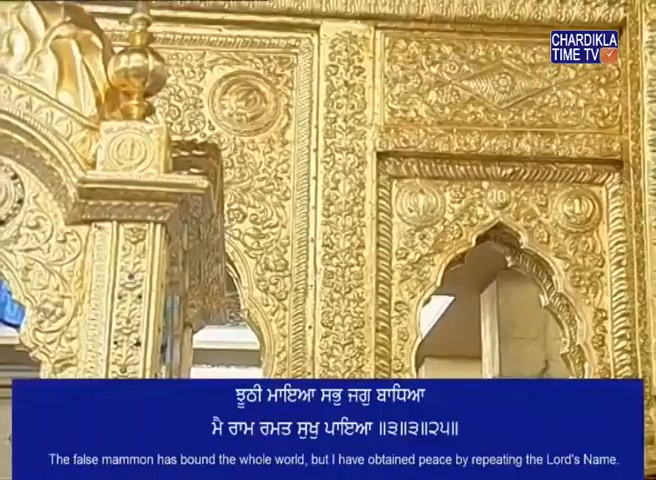 CHARDIKLA
TIME TV
ਝੂਠੀ ਮਾਇਆ ਸਭੁ ਜਗੁ ਬਾਧਿਆ
ਮੈ ਰਾਮ ਰਮਤ ਸੁਖੁ ਪਾਇਆ ॥੩॥੩॥੨੫॥
The false mammon has bound the whole world, but I have obtained peace by repeating the Lord's Name.